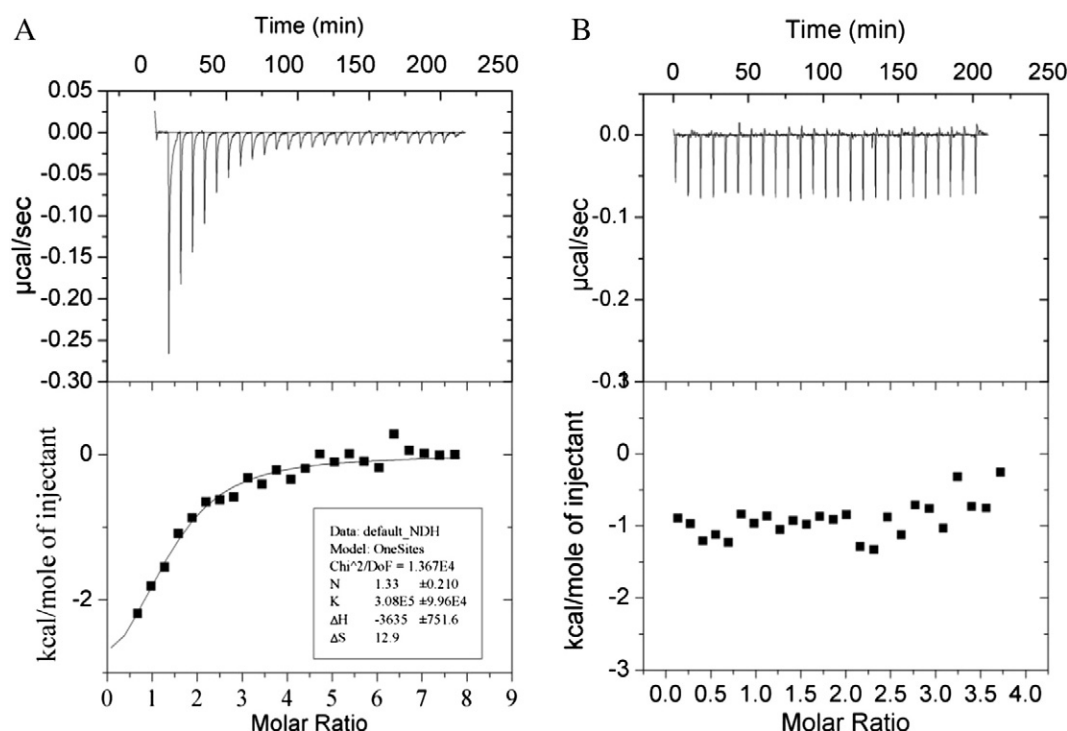 A
Time (min)
0 50 100 150 200 250
0.05
0.00
-0.05
-0.10
-0.15
-0.20
-0.25
-0.30
µcal/sec
0
-2
kcal/mole of injectant
Data: default_NDH
Model: OneSites
Chi^2/DoF = 1.367E4
N 1.33 ±0.210
K 3.08E5 ±9.96E4
ΔH -3635 ±751.6
ΔS 12.9
0 1 2 3 4 5 6 7 8 9
Molar Ratio
B
Time (min)
0 50 100 150 200 250
0.0
-0.1
-0.2
-0.3
µcal/sec
1
0
-1
-2
-3
kcal/mole of injectant
0.0 0.5 1.0 1.5 2.0 2.5 3.0 3.5 4.0
Molar Ratio